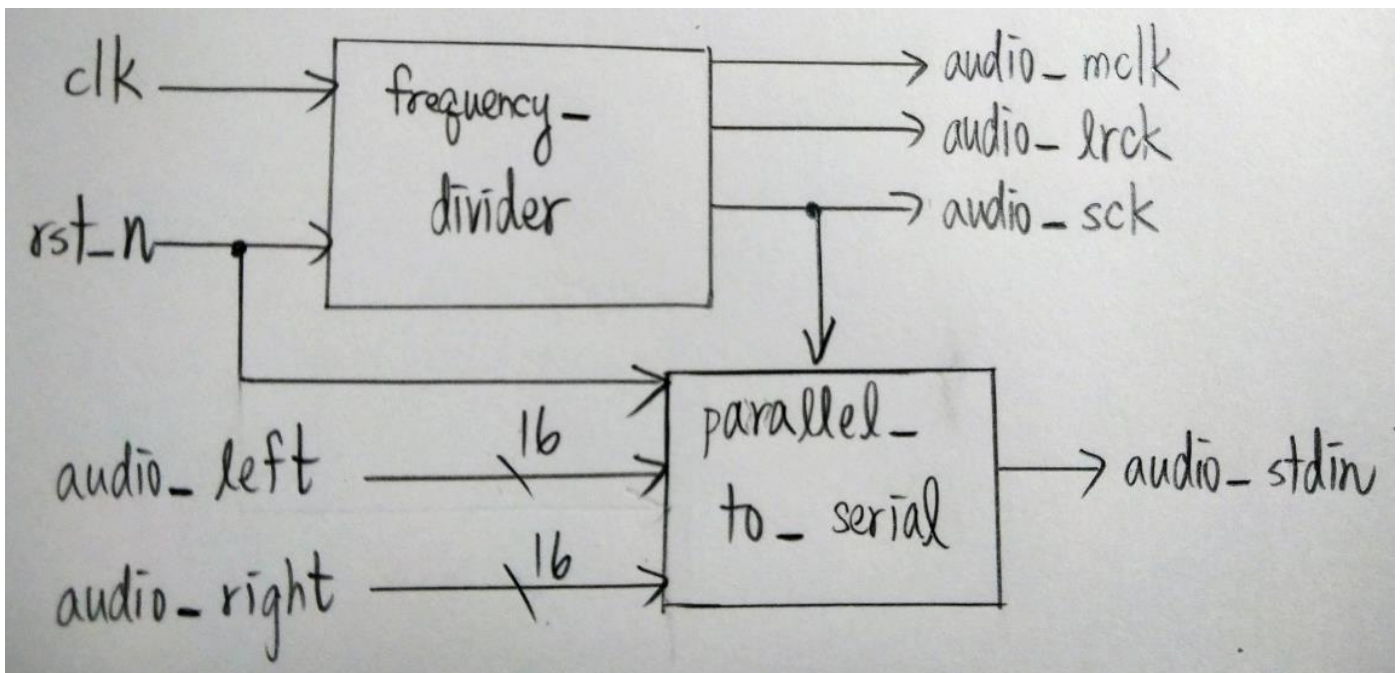 clk
frequency_
divider
audio_mclk
audio_lrck
audio_sck
rst_n
16
audio_left
parallel_
to_serial
audio_stdin
16
audio_right